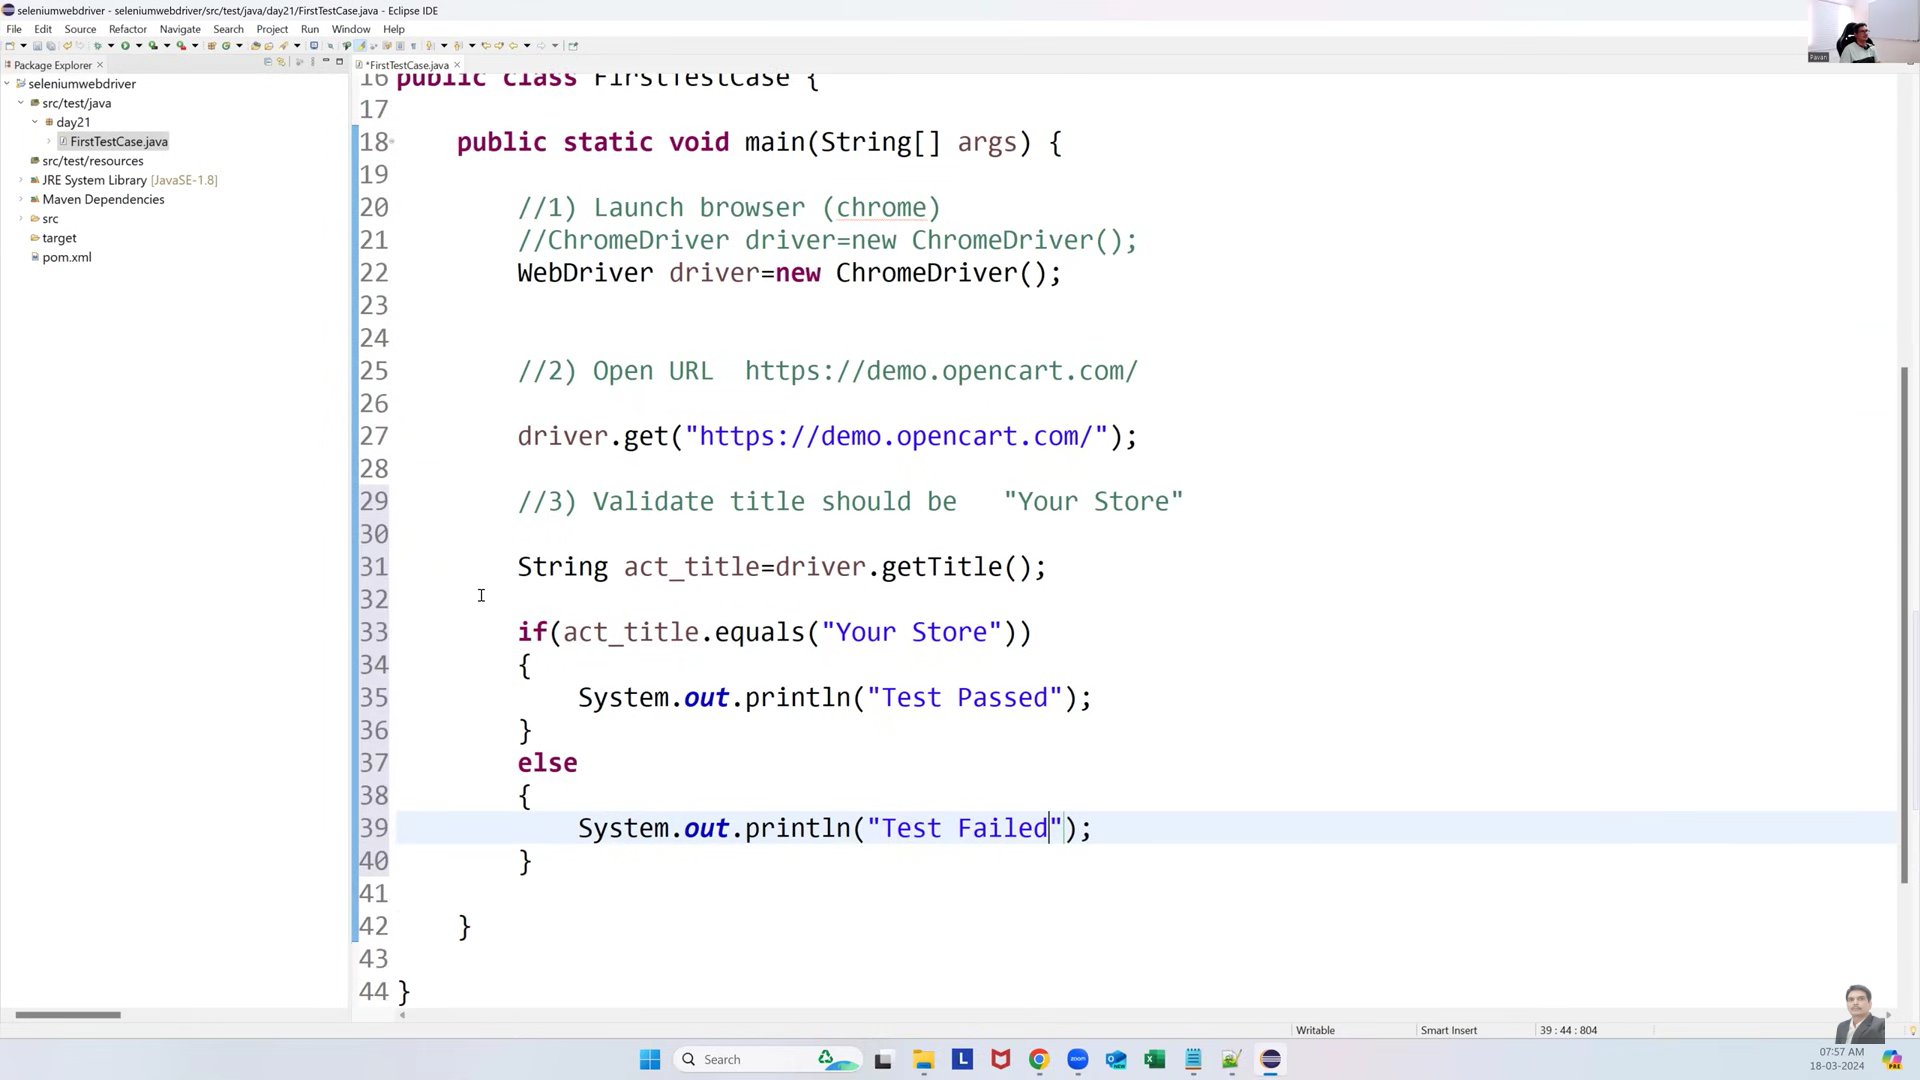 seleniumwebdriver - seleniumwebdriver/src/test/java/day21/FirstTestCase.java - Eclipse IDE
File Edit Source Refactor Navigate Search Project Run Window Help
Package Explorer
*FirstTestCase.java
seleniumwebdriver
src/test/java
day21
FirstTestCase.java
src/test/resources
JRE System Library [JavaSE-1.8]
Maven Dependencies
src
target
pom.xml
16 public class FirstTestCase {
17
18 public static void main(String[] args) {
19
20 //1) Launch browser (chrome)
21 //ChromeDriver driver=new ChromeDriver();
22 WebDriver driver=new ChromeDriver();
23
24
25 //2) Open URL https://demo.opencart.com/
26
27 driver.get("https://demo.opencart.com/");
28
29 //3) Validate title should be "Your Store"
30
31 String act_title=driver.getTitle();
32
33 if(act_title.equals("Your Store"))
34 {
35 System.out.println("Test Passed");
36 }
37 else
38 {
39 System.out.println("Test Failed");
40 }
41
42 }
43
44 }
Pavan
Writable Smart Insert 39 : 44 : 804
Search
L
zoom
NEW
07:57 AM
18-03-2024
PRE